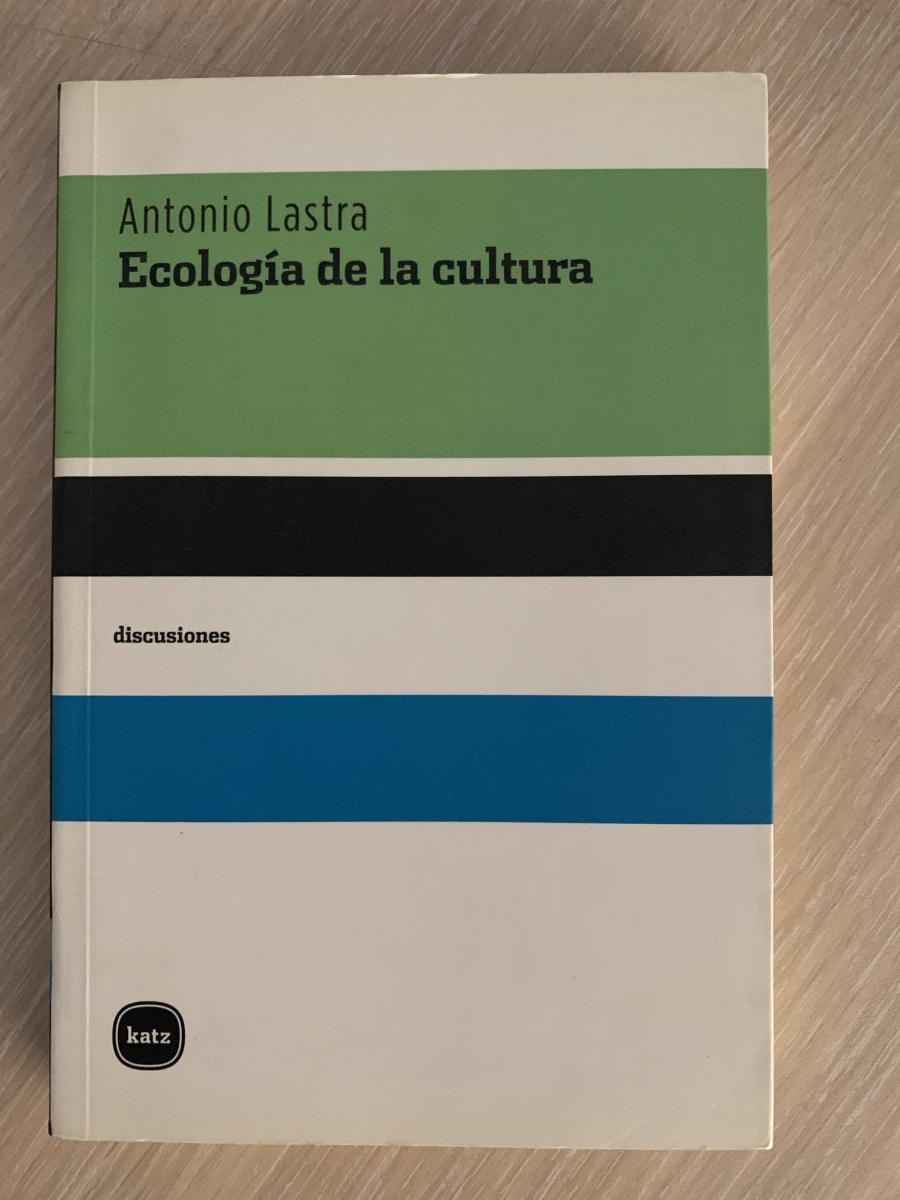 Antonio Lastra
Ecología de la cultura
discusiones
katz